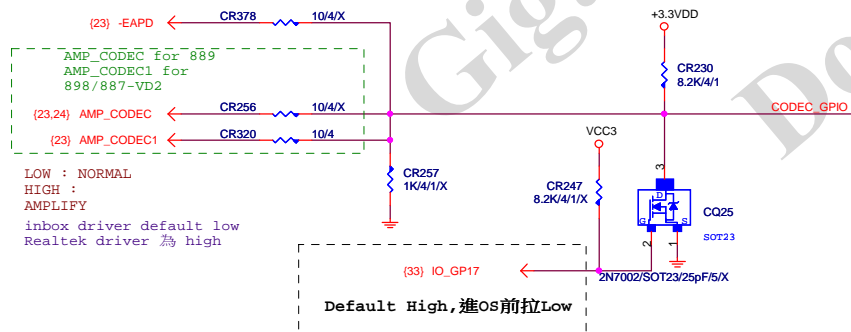 {23} -EAPD
CR378
10/4/X
+3.3VDD
AMP_CODEC for 889
AMP_CODEC1 for
898/887-VD2
CR230
8.2K/4/1
{23,24} AMP_CODEC
CR256
10/4/X
CODEC_GPIO
{23} AMP_CODEC1
CR320
10/4
VCC3
LOW : NORMAL
HIGH :
AMPLIFY
inbox driver default low
Realtek driver 為 high
CR257
1K/4/1/X
CR247
8.2K/4/1/X
3
D
G
S
2
1
CQ25
SOT23
2N7002/SOT23/25pF/5/X
{33} IO_GP17
Default High,進OS前拉Low
Giga
Do